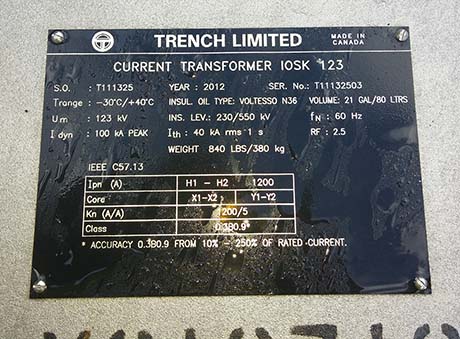 TRENCH LIMITED
MADE IN
CANADA
CURRENT TRANSFORMER IOSK 123
S.O. : T111325 YEAR : 2012 SER. No.: T11132503
Trange : -30°C/+40°C INSUL. OIL TYPE: VOLTESSO N36 VOLUME: 21 GAL/80 LTRS
Um : 123 kV INS. LEV.: 230/550 kV fN : 60 Hz
I dyn : 100 kA PEAK Ith : 40 kA rms 1 s RF : 2.5
WEIGHT 840 LBS/380 kg
IEEE C57.13
Ipn (A) H1 - H2 1200
Core X1-X2 Y1-Y2
Kn (A/A) 1200/5
Class 0.3B0.9*
* ACCURACY 0.3B0.9 FROM 10% - 250% OF RATED CURRENT.